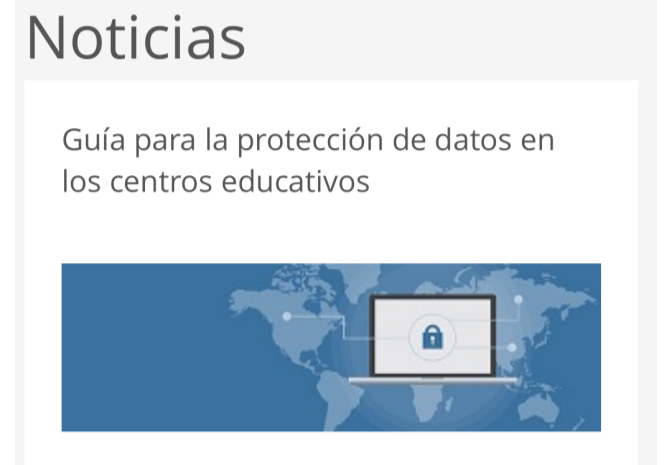 Noticias
Guía para la protección de datos en
los centros educativos